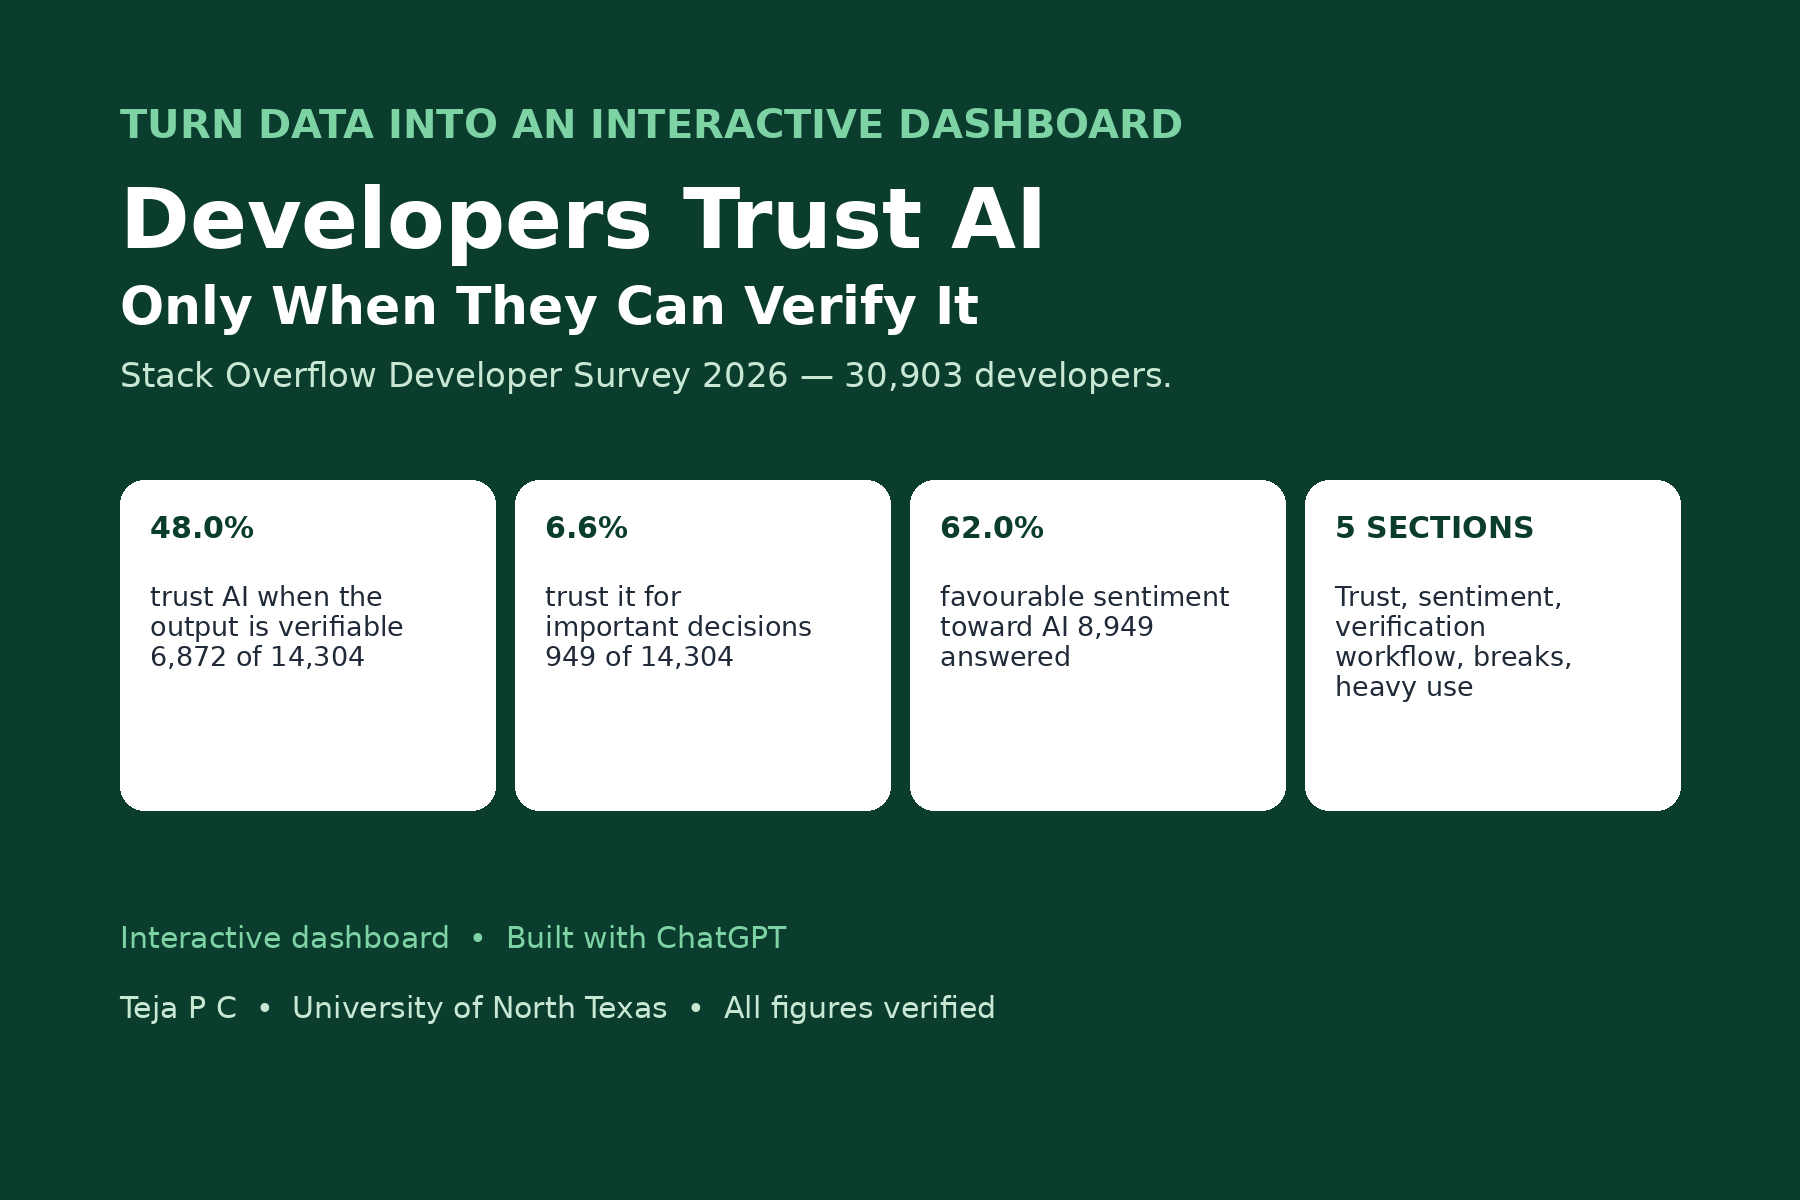 TURN DATA INTO AN INTERACTIVE DASHBOARD
Developers Trust AI
Only When They Can Verify It
Stack Overflow Developer Survey 2026 — 30,903 developers.
48.0%
trust AI when the
output is verifiable
6,872 of 14,304
6.6%
trust it for
important decisions
949 of 14,304
62.0%
favourable sentiment
toward AI 8,949
answered
5 SECTIONS
Trust, sentiment,
verification
workflow, breaks,
heavy use
Interactive dashboard • Built with ChatGPT
Teja P C • University of North Texas • All figures verified